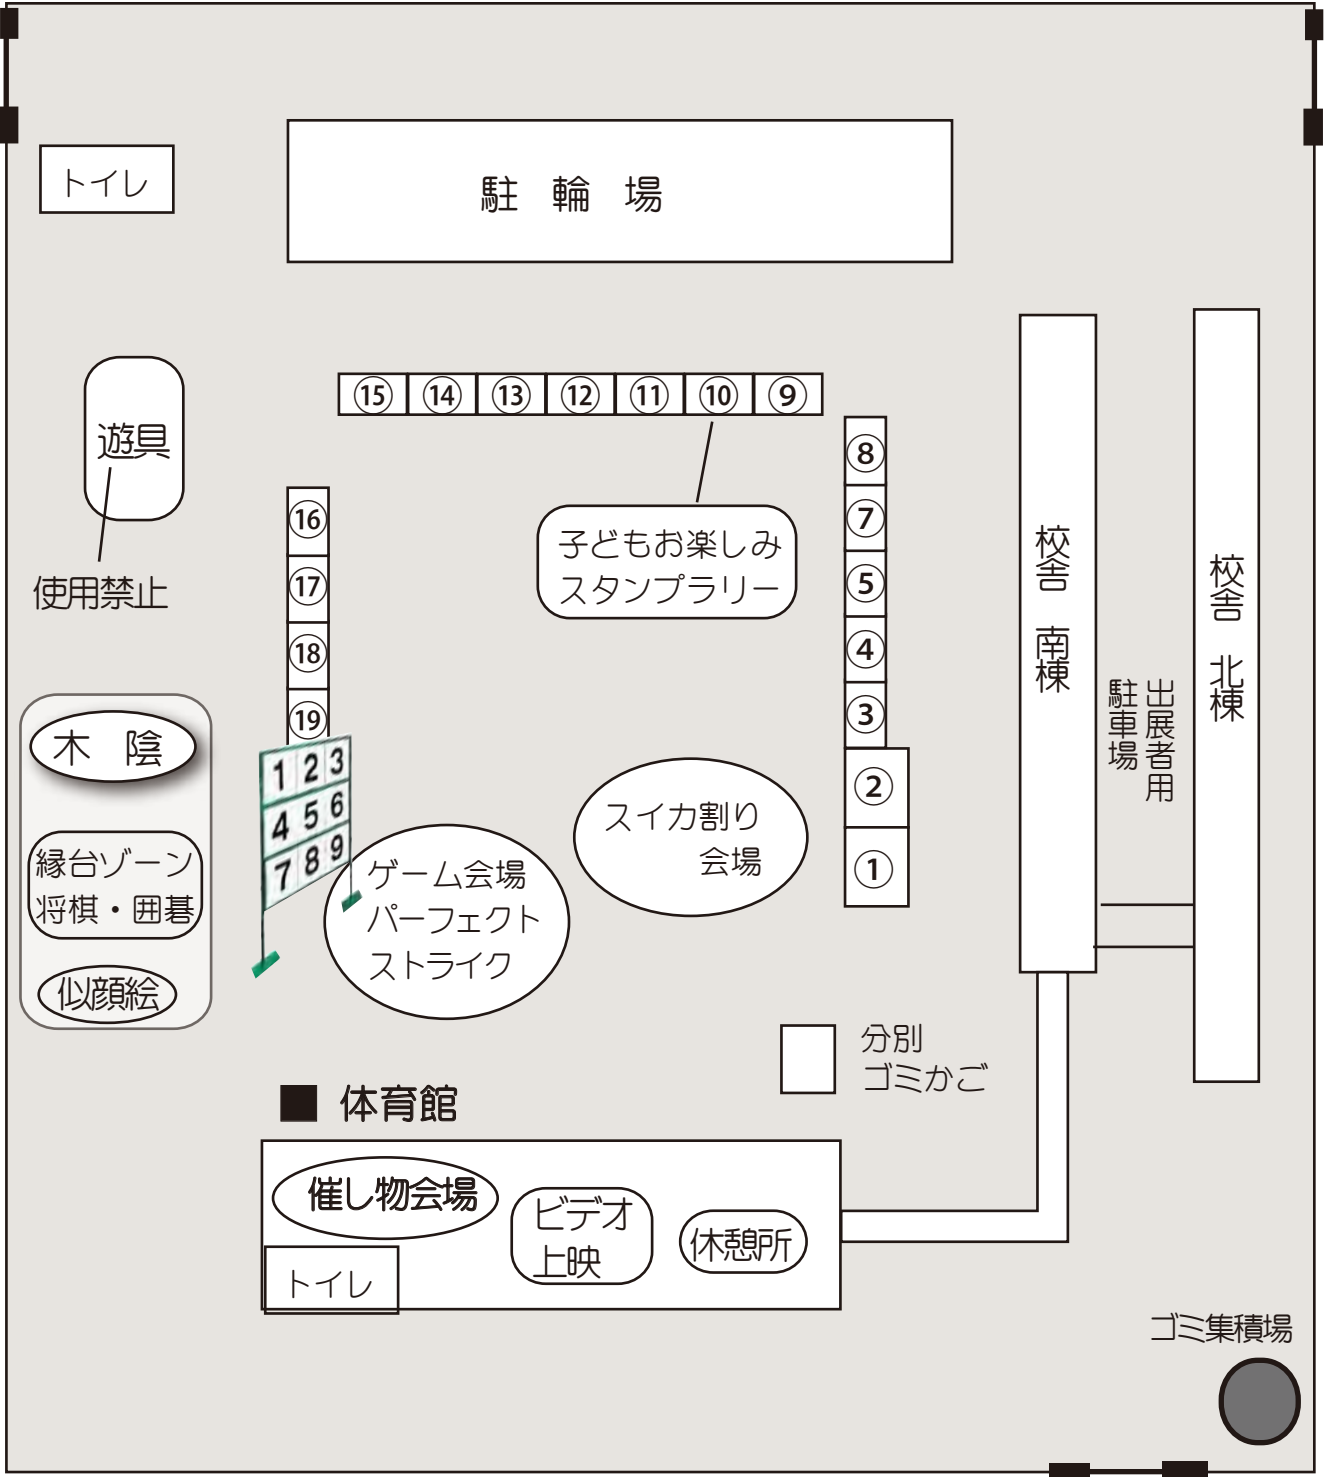 トイレ
駐輪場
遊具
使用禁止
⑮ ⑭ ⑬ ⑫ ⑪ ⑩ ⑨
子どもお楽しみ
スタンプラリー
⑧
⑦
⑤
④
③
②
①
⑯
⑰
⑱
⑲
1 2 3
4 5 6
7 8 9
校舎 南棟
校舎 北棟
出展者用
駐車場
木陰
縁台ゾーン
将棋・囲碁
似顔絵
ゲーム会場
パーフェクト
ストライク
スイカ割り
会場
分別
ゴミかご
■ 体育館
催し物会場
ビデオ
上映
休憩所
トイレ
ゴミ集積場